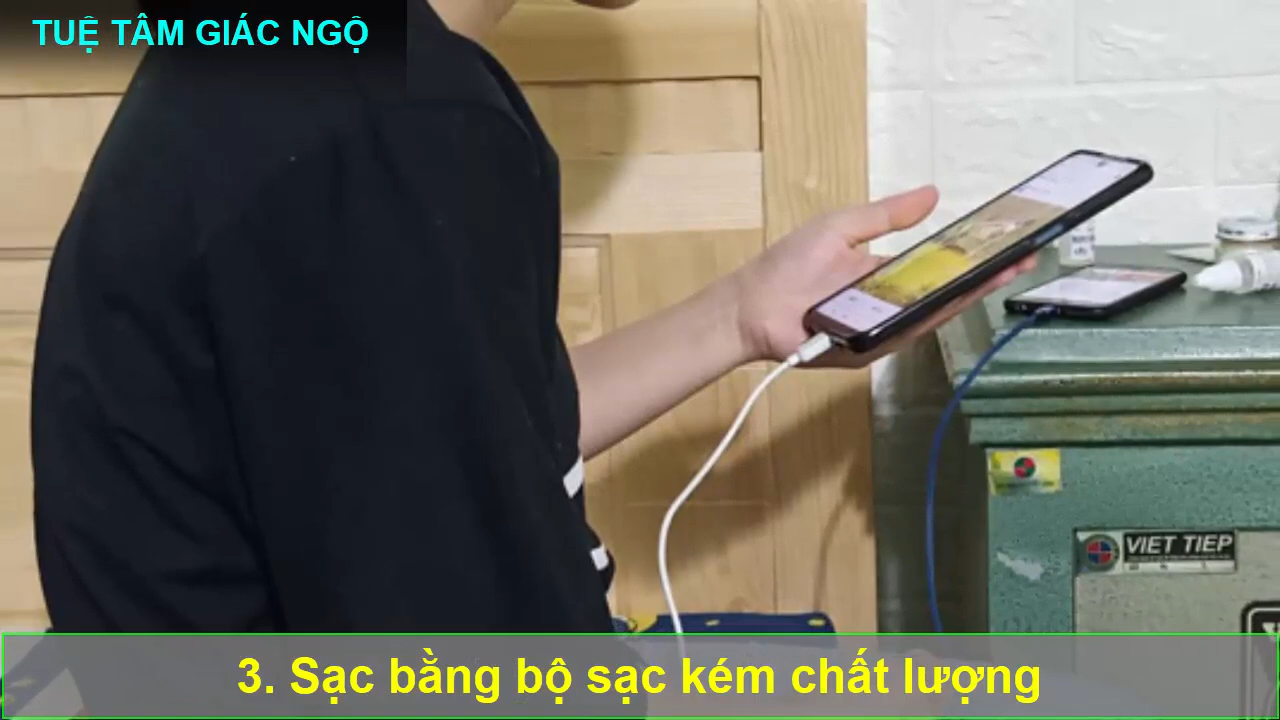 TUỆ TÂM GIÁC NGỘ
VIET TIEP
3. Sạc bằng bộ sạc kém chất lượng